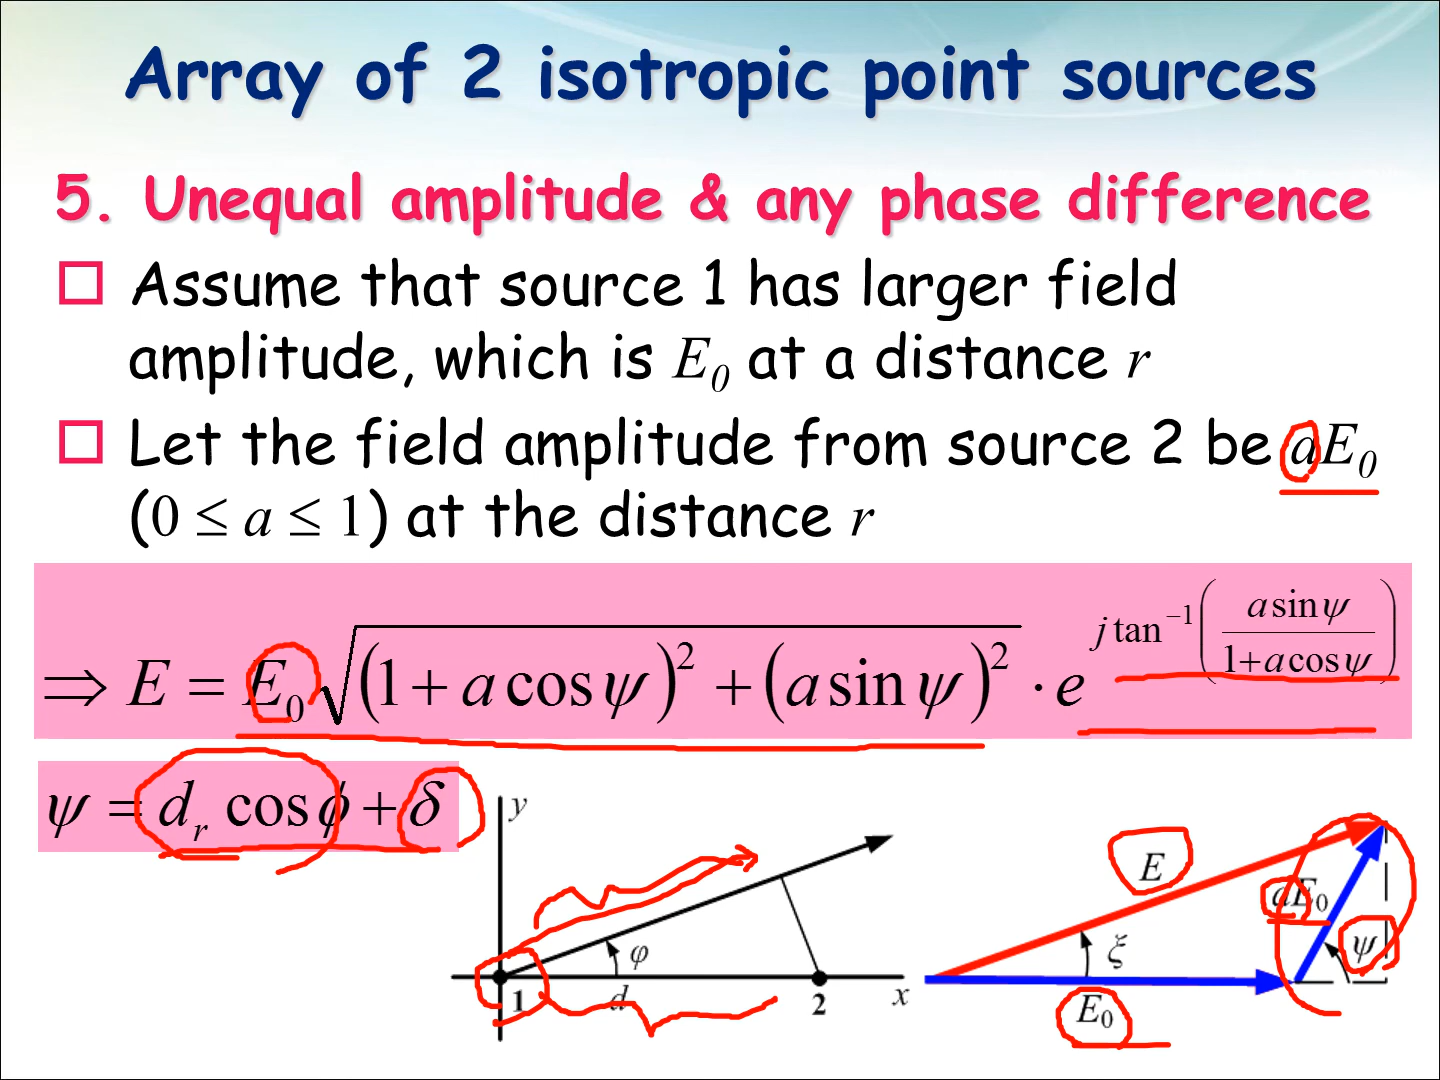 Array of 2 isotropic point sources
5. Unequal amplitude & any phase difference
Assume that source 1 has larger field
amplitude, which is E₀ at a distance r
Let the field amplitude from source 2 be aE₀
(0 ≤ a ≤ 1) at the distance r
⇒ E = E₀√((1 + a cos ψ)² + (a sin ψ)²) · e^(j tan⁻¹(a sin ψ / (1 + a cos ψ)))
ψ = dᵣ cos ϕ + δ
y
φ
1
d
2
x
E
aE₀
ξ
ψ
E₀